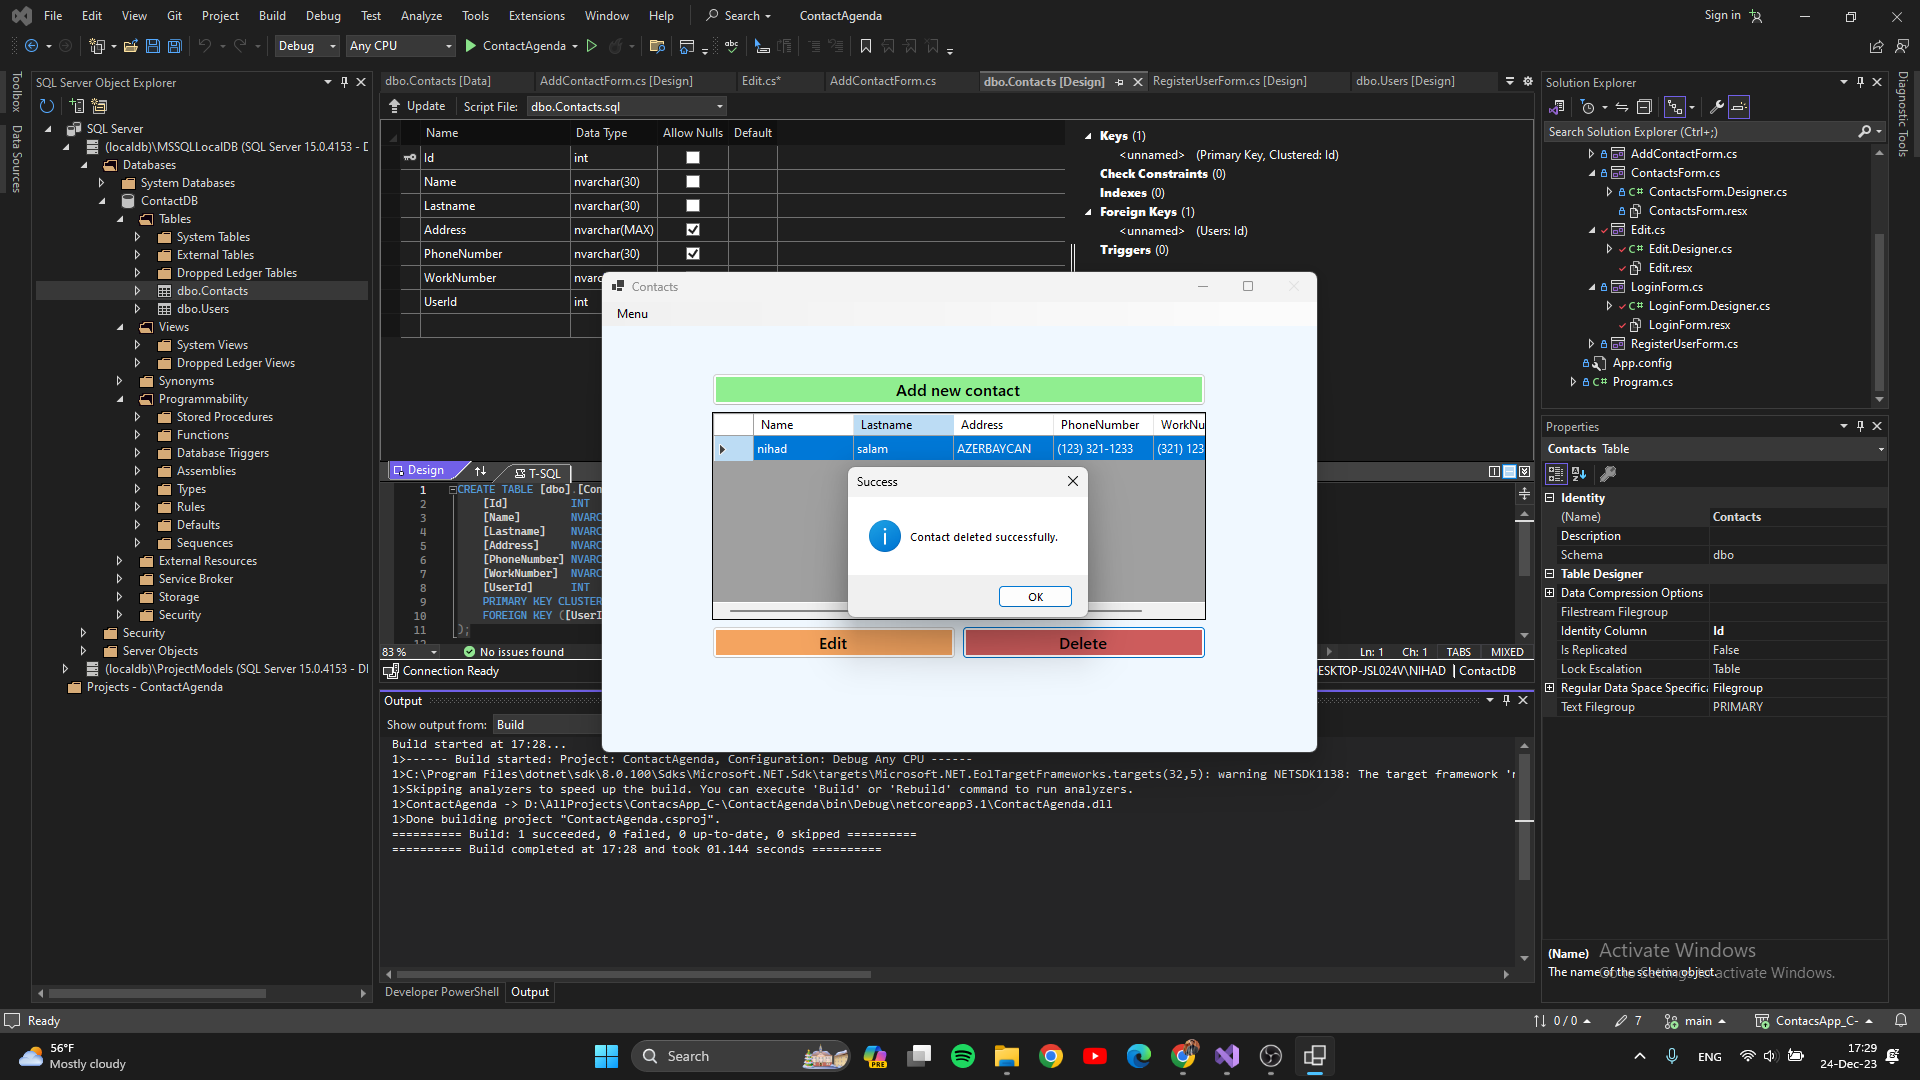 File Edit View Git Project Build Debug Test Analyze Tools Extensions Window Help Search ContactAgenda Sign in
Debug Any CPU ContactAgenda
Toolbox
Data Sources
SQL Server Object Explorer
SQL Server
(localdb)\MSSQLLocalDB (SQL Server 15.0.4153 - D
Databases
System Databases
ContactDB
Tables
System Tables
External Tables
Dropped Ledger Tables
dbo.Contacts
dbo.Users
Views
System Views
Dropped Ledger Views
Synonyms
Programmability
Stored Procedures
Functions
Database Triggers
Assemblies
Types
Rules
Defaults
Sequences
External Resources
Service Broker
Storage
Security
Security
Server Objects
(localdb)\ProjectModels (SQL Server 15.0.4153 - DI
Projects - ContactAgenda
dbo.Contacts [Data] AddContactForm.cs [Design] Edit.cs* AddContactForm.cs dbo.Contacts [Design] RegisterUserForm.cs [Design] dbo.Users [Design]
Update Script File: dbo.Contacts.sql
Name Data Type Allow Nulls Default
Id int
Name nvarchar(30)
Lastname nvarchar(30)
Address nvarchar(MAX)
PhoneNumber nvarchar(30)
WorkNumber nvarc
UserId int
Keys (1)
<unnamed> (Primary Key, Clustered: Id)
Check Constraints (0)
Indexes (0)
Foreign Keys (1)
<unnamed> (Users: Id)
Triggers (0)
Design T-SQL
1 CREATE TABLE [dbo].[Con
2 [Id] INT
3 [Name] NVARC
4 [Lastname] NVARC
5 [Address] NVARC
6 [PhoneNumber] NVARC
7 [WorkNumber] NVARC
8 [UserId] INT
9 PRIMARY KEY CLUSTER
10 FOREIGN KEY ([UserI
11 );
12
83 % No issues found Ln: 1 Ch: 1 TABS MIXED
Connection Ready ESKTOP-JSL024V\NIHAD ContactDB
Contacts
Menu
Add new contact
Name Lastname Address PhoneNumber WorkNu
nihad salam AZERBAYCAN (123) 321-1233 (321) 123
Success
Contact deleted successfully.
OK
Edit Delete
Output
Show output from: Build
Build started at 17:28...
1>------ Build started: Project: ContactAgenda, Configuration: Debug Any CPU ------
1>C:\Program Files\dotnet\sdk\8.0.100\Sdks\Microsoft.NET.Sdk\targets\Microsoft.NET.EolTargetFrameworks.targets(32,5): warning NETSDK1138: The target framework 'r
1>Skipping analyzers to speed up the build. You can execute 'Build' or 'Rebuild' command to run analyzers.
1>ContactAgenda -> D:\AllProjects\ContacsApp_C-\ContactAgenda\bin\Debug\netcoreapp3.1\ContactAgenda.dll
1>Done building project "ContactAgenda.csproj".
========== Build: 1 succeeded, 0 failed, 0 up-to-date, 0 skipped ==========
========== Build completed at 17:28 and took 01.144 seconds ==========
Developer PowerShell Output
Solution Explorer
Search Solution Explorer (Ctrl+;)
AddContactForm.cs
ContactsForm.cs
C# ContactsForm.Designer.cs
ContactsForm.resx
Edit.cs
C# Edit.Designer.cs
Edit.resx
LoginForm.cs
C# LoginForm.Designer.cs
LoginForm.resx
RegisterUserForm.cs
App.config
C# Program.cs
Properties
Contacts Table
Identity
(Name) Contacts
Description
Schema dbo
Table Designer
Data Compression Options
Filestream Filegroup
Identity Column Id
Is Replicated False
Lock Escalation Table
Regular Data Space Specifica Filegroup
Text Filegroup PRIMARY
(Name)
The name of the schema object.
Activate Windows
Go to Settings to activate Windows.
Diagnostic Tools
Ready 0 / 0 7 main ContacsApp_C-
56°F
Mostly cloudy
Search
PRE
ENG
17:29
24-Dec-23